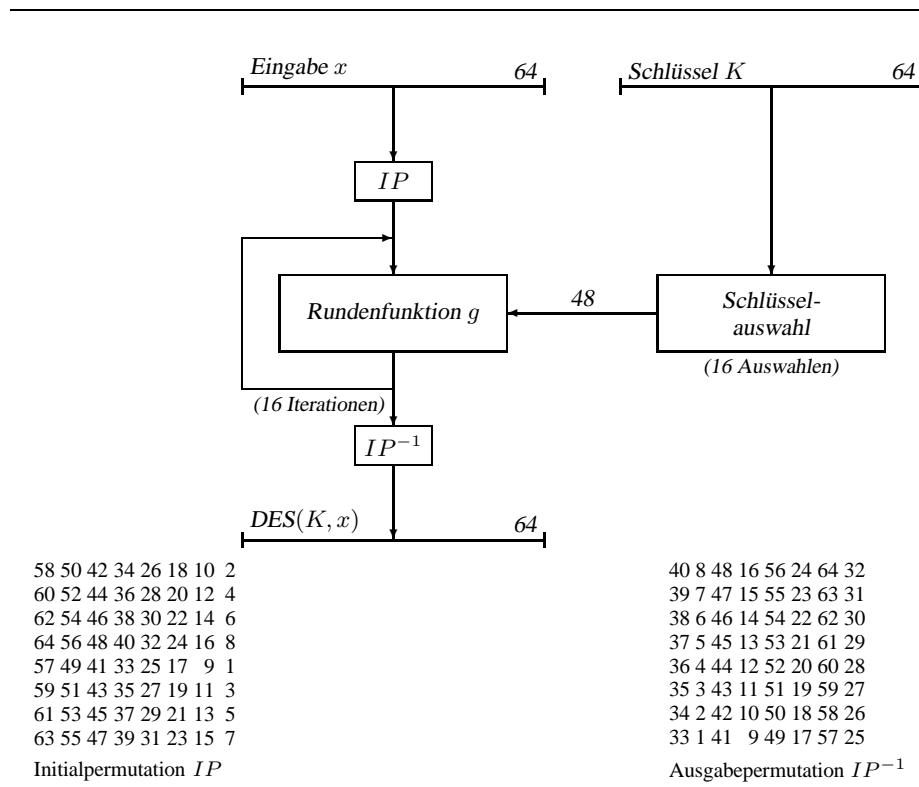 Eingabe x 64
Schlüssel K 64
IP
Rundenfunktion g
48
Schlüssel-
auswahl
(16 Auswahlen)
(16 Iterationen)
IP⁻¹
DES(K, x) 64
58 50 42 34 26 18 10 2
60 52 44 36 28 20 12 4
62 54 46 38 30 22 14 6
64 56 48 40 32 24 16 8
57 49 41 33 25 17 9 1
59 51 43 35 27 19 11 3
61 53 45 37 29 21 13 5
63 55 47 39 31 23 15 7
Initialpermutation IP
40 8 48 16 56 24 64 32
39 7 47 15 55 23 63 31
38 6 46 14 54 22 62 30
37 5 45 13 53 21 61 29
36 4 44 12 52 20 60 28
35 3 43 11 51 19 59 27
34 2 42 10 50 18 58 26
33 1 41 9 49 17 57 25
Ausgabepermutation IP⁻¹